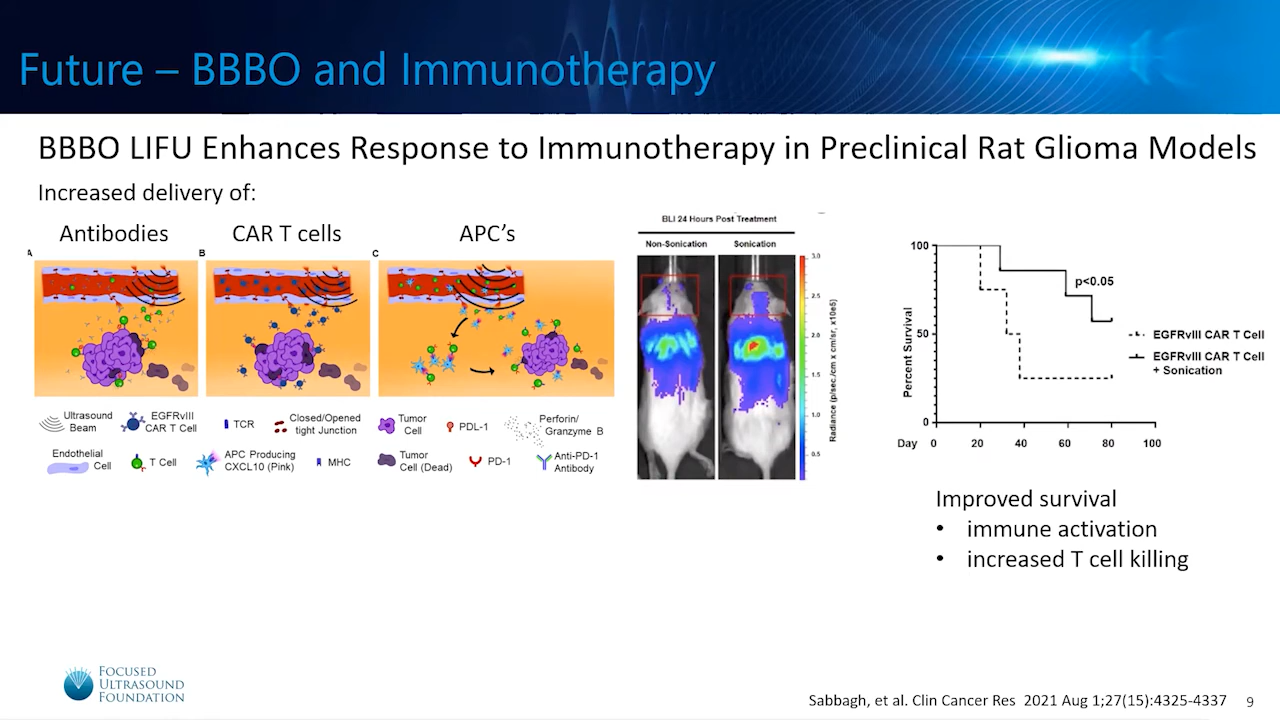 Future – BBBO and Immunotherapy
BBBO LIFU Enhances Response to Immunotherapy in Preclinical Rat Glioma Models
Increased delivery of:
Antibodies
CAR T cells
APC's
A
B
C
Ultrasound
Beam
EGFRvIII
CAR T Cell
TCR
Closed/Opened
tight Junction
Tumor
Cell
PDL-1
Perforin/
Granzyme B
Endothelial
Cell
T Cell
APC Producing
CXCL10 (Pink)
MHC
Tumor
Cell (Dead)
PD-1
Anti-PD-1
Antibody
BLI 24 Hours Post Treatment
Non-Sonication
Sonication
3.0
2.5
2.0
1.5
1.0
0.5
Radiance (p/sec./cm x cm/sr, x10e5)
100
50
0
Percent Survival
p<0.05
EGFRvIII CAR T Cell
EGFRvIII CAR T Cell
+ Sonication
Day 0 20 40 60 80 100
Improved survival
• immune activation
• increased T cell killing
FOCUSED
ULTRASOUND
FOUNDATION
Sabbagh, et al. Clin Cancer Res 2021 Aug 1;27(15):4325-4337
9